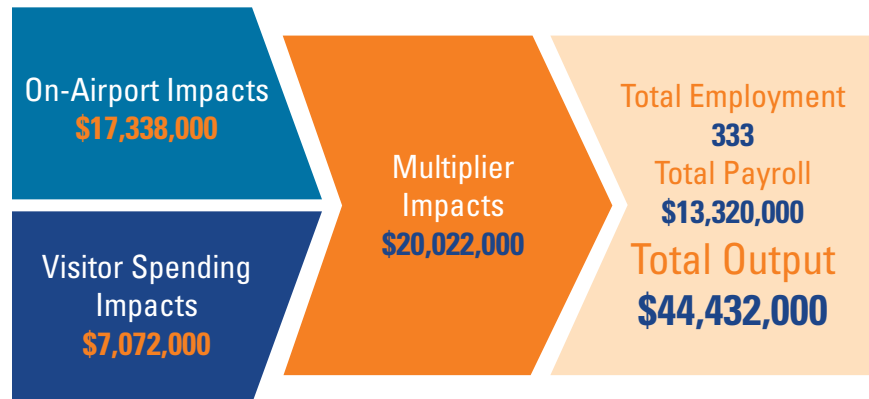 On-Airport Impacts
$17,338,000
Visitor Spending
Impacts
$7,072,000
Multiplier
Impacts
$20,022,000
Total Employment
333
Total Payroll
$13,320,000
Total Output
$44,432,000